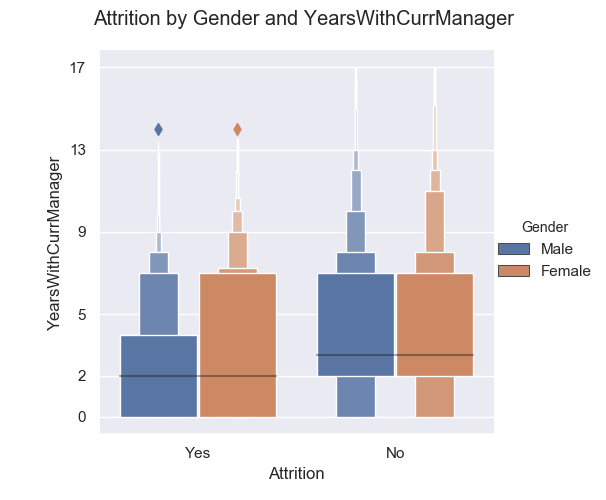 Attrition by Gender and YearsWithCurrManager
17
13
9
5
2
0
YearsWithCurrManager
Yes
No
Attrition
Gender
Male
Female